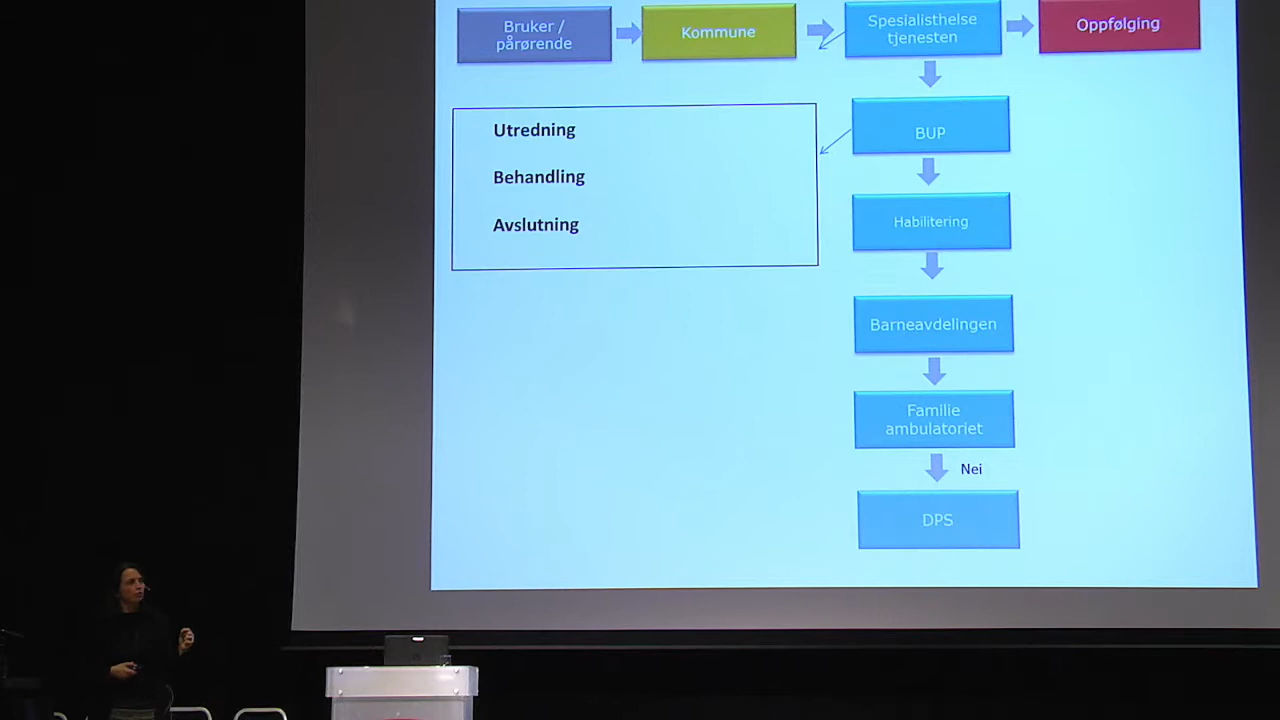 Bruker /
pårørende
Kommune
Spesialisthelse
tjenesten
Oppfølging
Utredning
Behandling
Avslutning
BUP
Habilitering
Barneavdelingen
Familie
ambulatoriet
Nei
DPS